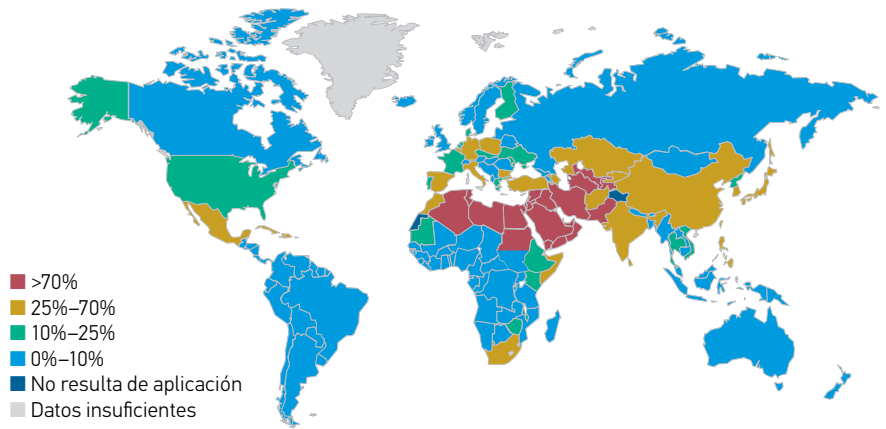 >70%
25%–70%
10%–25%
0%–10%
No resulta de aplicación
Datos insuficientes